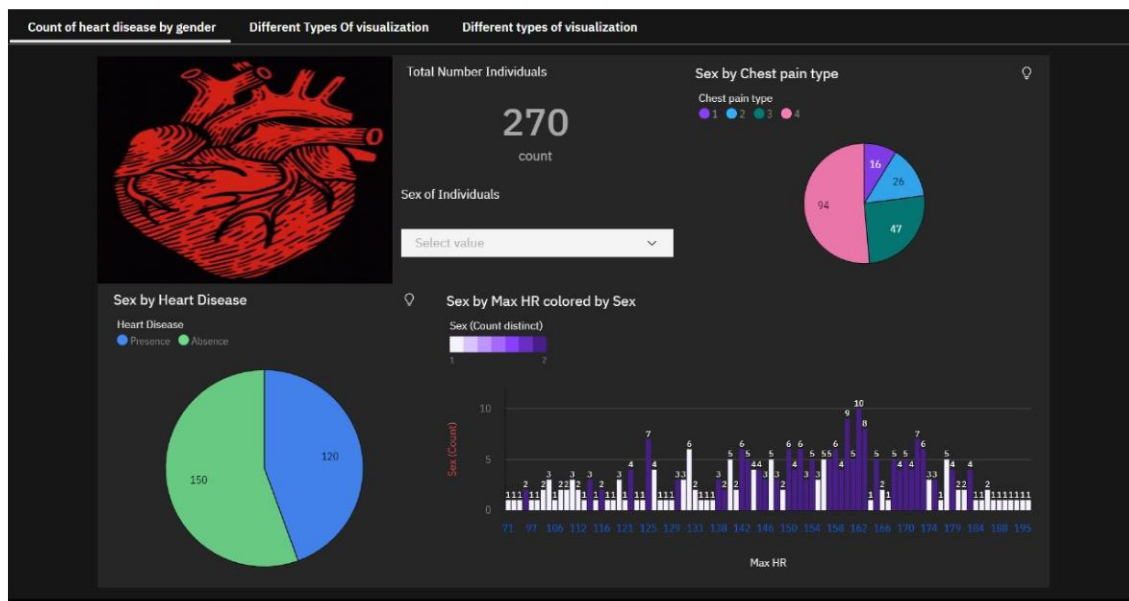 Count of heart disease by gender Different Types Of visualization Different types of visualization
Total Number Individuals
270
count
Sex of Individuals
Select value
Sex by Chest pain type
Chest pain type
1 2 3 4
16
26
47
94
Sex by Heart Disease
Heart Disease
Presence Absence
120
150
Sex by Max HR colored by Sex
Sex (Count distinct)
1 2
Sex (Count)
10
5
0
71 97 106 112 116 121 125 129 133 138 142 146 150 154 158 162 166 170 174 179 184 188 195
Max HR